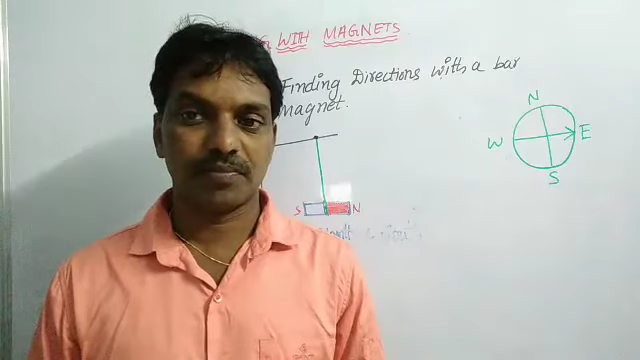 WITH MAGNETS
Finding Directions with a bar
magnet.
N
W E
S
S N